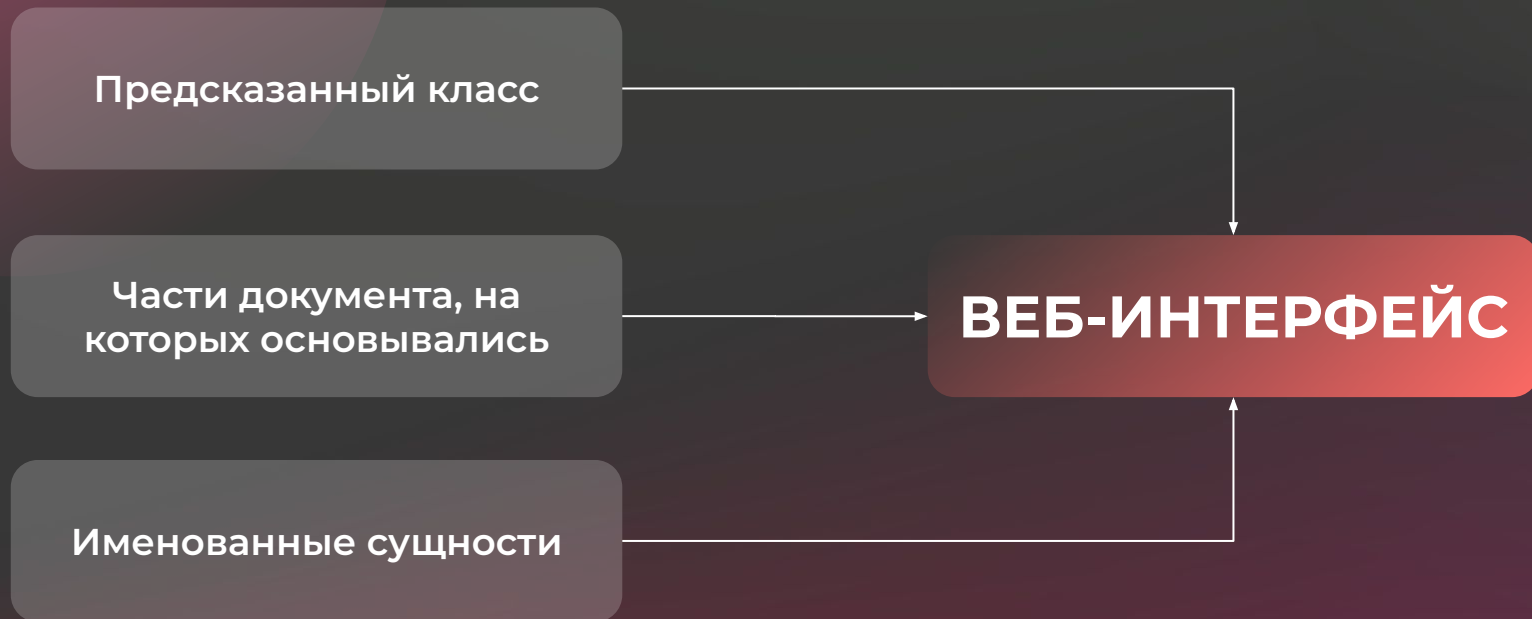 Предсказанный класс
Части документа, на
которых основывались
ВЕБ-ИНТЕРФЕЙС
Именованные сущности